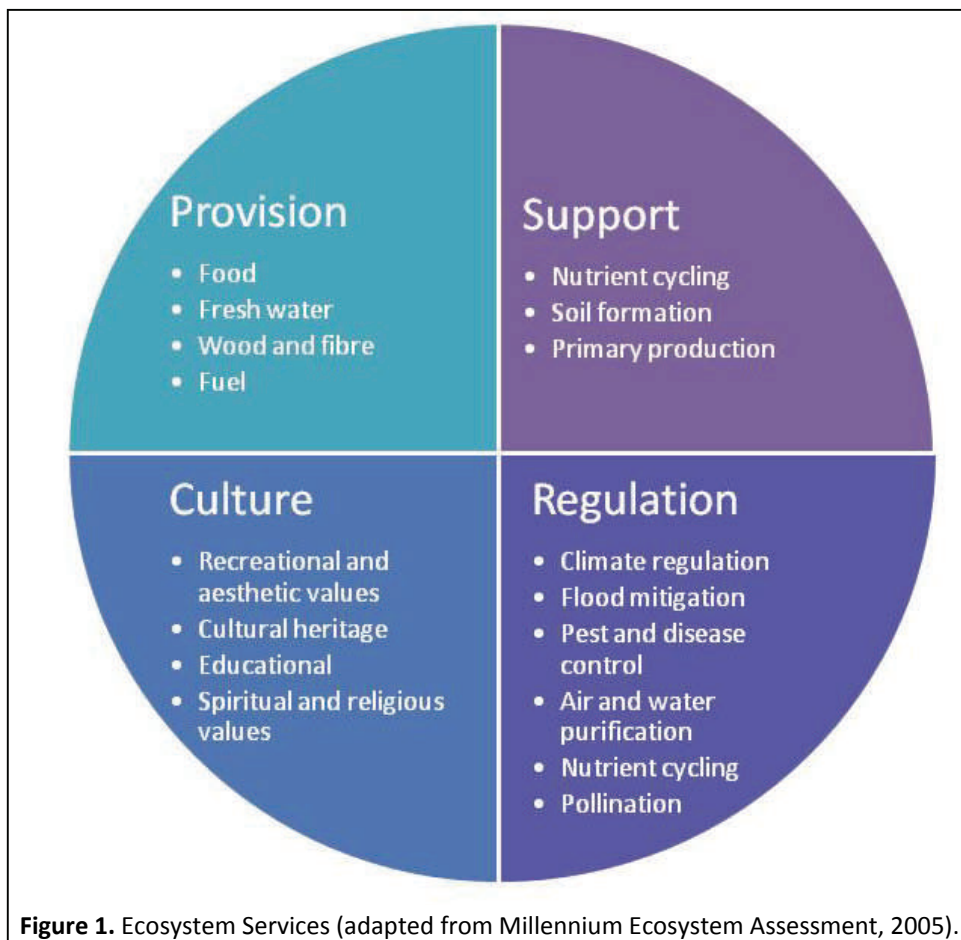 Provision
• Food
• Fresh water
• Wood and fibre
• Fuel
Support
• Nutrient cycling
• Soil formation
• Primary production
Culture
• Recreational and
aesthetic values
• Cultural heritage
• Educational
• Spiritual and religious
values
Regulation
• Climate regulation
• Flood mitigation
• Pest and disease
control
• Air and water
purification
• Nutrient cycling
• Pollination
Figure 1. Ecosystem Services (adapted from Millennium Ecosystem Assessment, 2005).